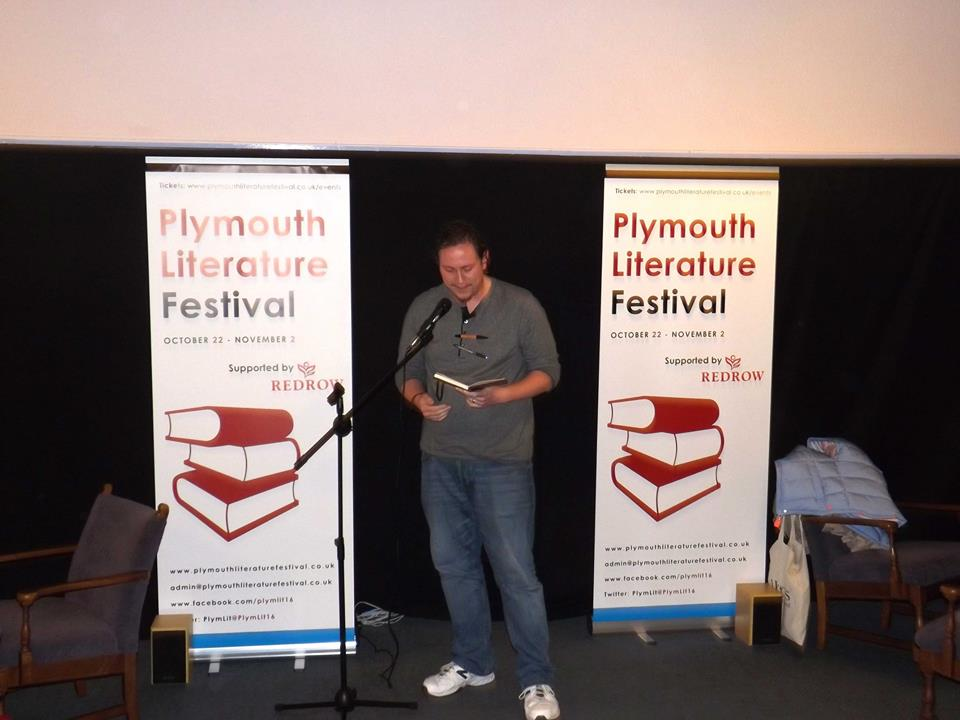 Tickets: www.plymouthliteraturefestival.co.uk/events
Plymouth
Literature
Festival
OCTOBER 22 - NOVEMBER 2
Supported by
REDROW
www.plymouthliteraturefestival.co.uk
admin@plymouthliteraturefestival.co.uk
www.facebook.com/plymlit16
r: PlymLit@PlymLit16
Tickets: www.plymouthliteraturefestival.co.uk/events
Plymouth
Literature
Festival
OCTOBER 22 - NOVEMBER 2
Supported by
REDROW
www.plymouthliteraturefestival.co.uk
admin@plymouthliteraturefestival.co.uk
www.facebook.com/plymlit16
Twitter: PlymLit@PlymLit16